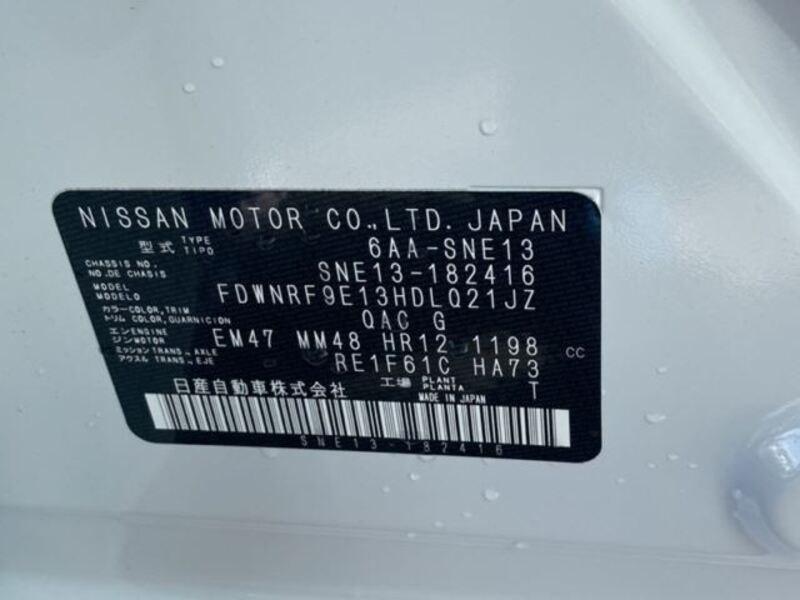 NISSAN MOTOR CO.,LTD. JAPAN
型式 TYPE TIPO 6AA-SNE13
CHASSIS NO. NO.DE CHASIS SNE13-182416
MODEL MODELO FDWNRF9E13HDLQ21JZ
カラー COLOR,TRIM トリム COLOR,GUARNICION QAC G
エンジン ENGINE MOTOR EM47 MM48 HR12 1198 CC
ミッション TRANS., AXLE アクスル TRANS.,EJE RE1F61C HA73
日産自動車株式会社 工場 PLANT PLANTA T
MADE IN JAPAN
SNE13-182416